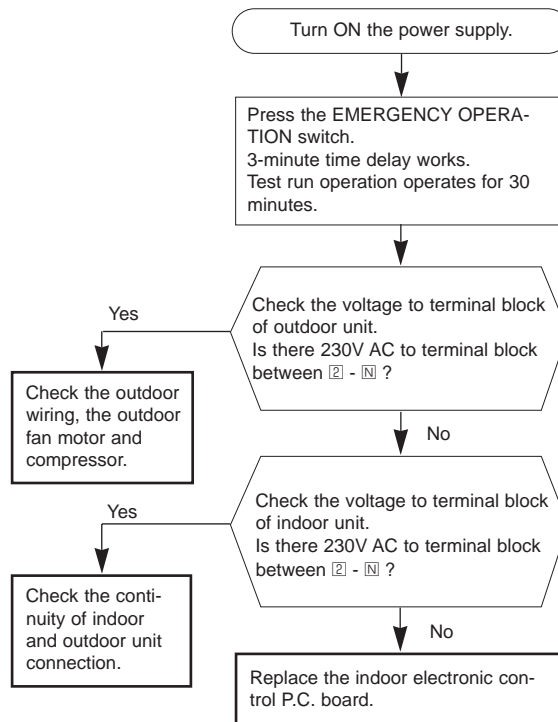 Turn ON the power supply.
Press the EMERGENCY OPERA-
TION switch.
3-minute time delay works.
Test run operation operates for 30
minutes.
Check the voltage to terminal block
of outdoor unit.
Is there 230V AC to terminal block
between 2 - N ?
Yes
Check the outdoor
wiring, the outdoor
fan motor and
compressor.
No
Check the voltage to terminal block
of indoor unit.
Is there 230V AC to terminal block
between 2 - N ?
Yes
Check the conti-
nuity of indoor
and outdoor unit
connection.
No
Replace the indoor electronic con-
trol P.C. board.